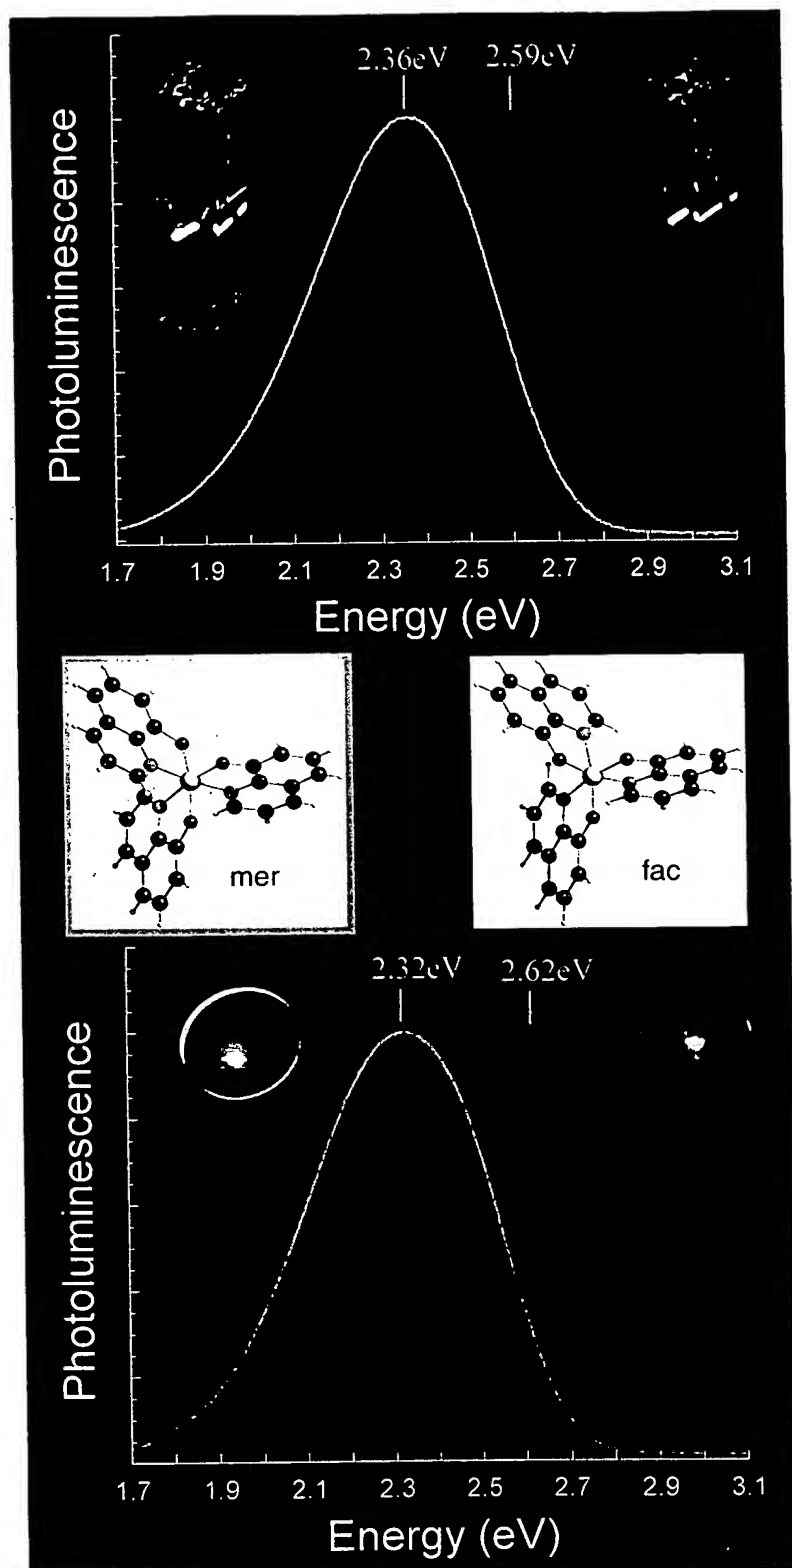 2.36eV 2.59eV
Photoluminescence
1.7 1.9 2.1 2.3 2.5 2.7 2.9 3.1
Energy (eV)
mer
fac
2.32eV 2.62eV
Photoluminescence
1.7 1.9 2.1 2.3 2.5 2.7 2.9 3.1
Energy (eV)